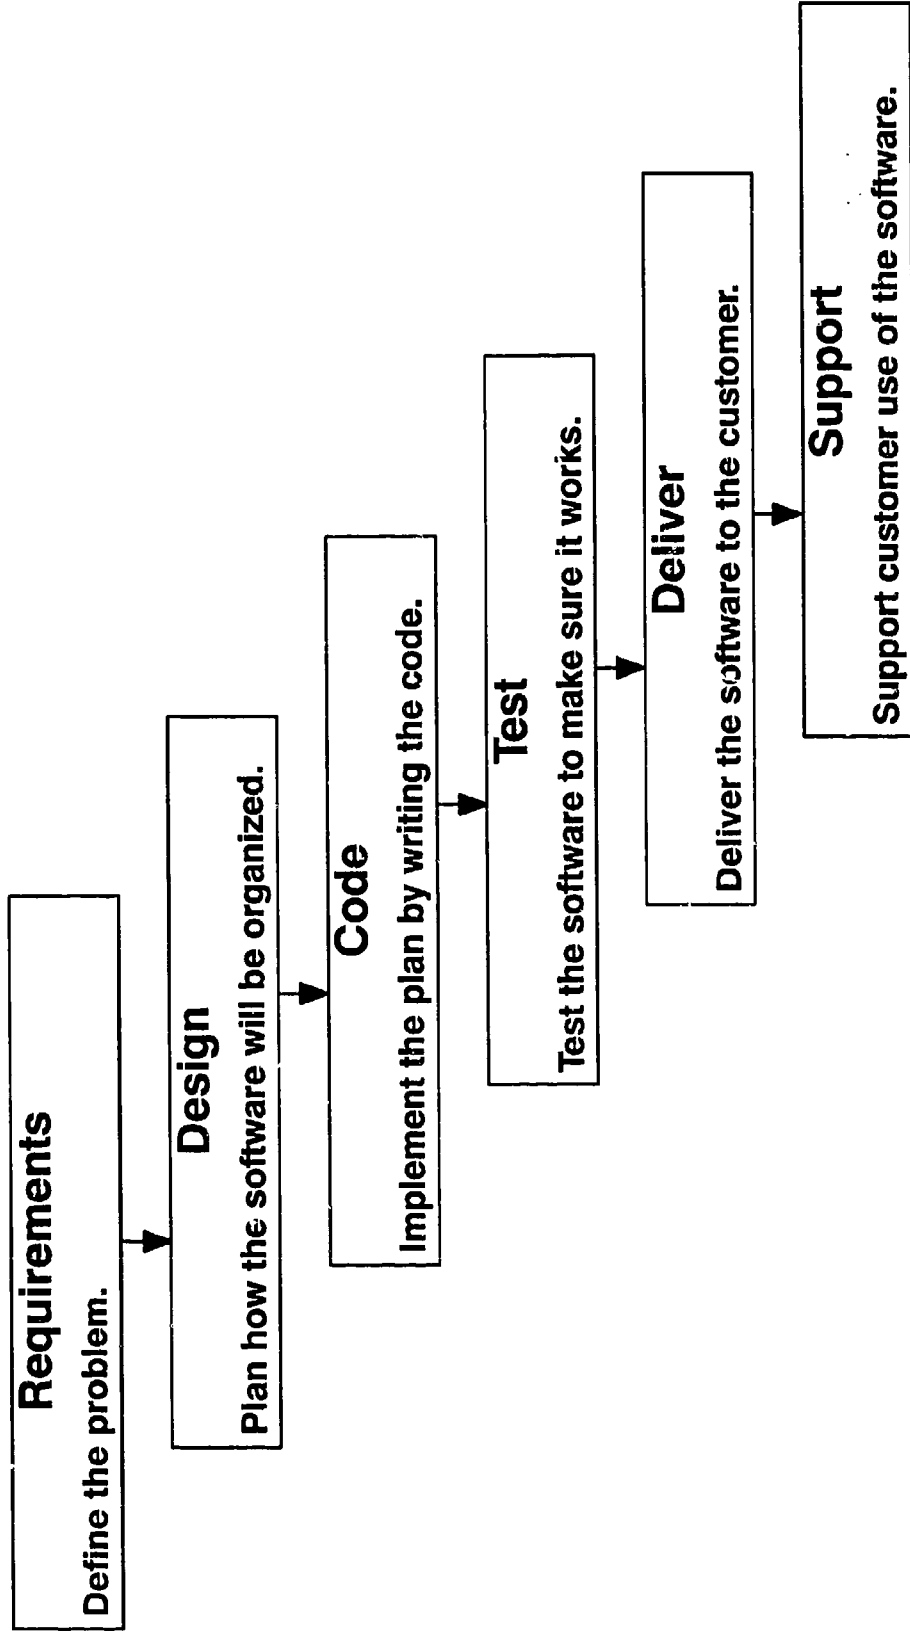 Requirements
Define the problem.
Design
Plan how the software will be organized.
Code
Implement the plan by writing the code.
Test
Test the software to make sure it works.
Deliver
Deliver the software to the customer.
Support
Support customer use of the software.